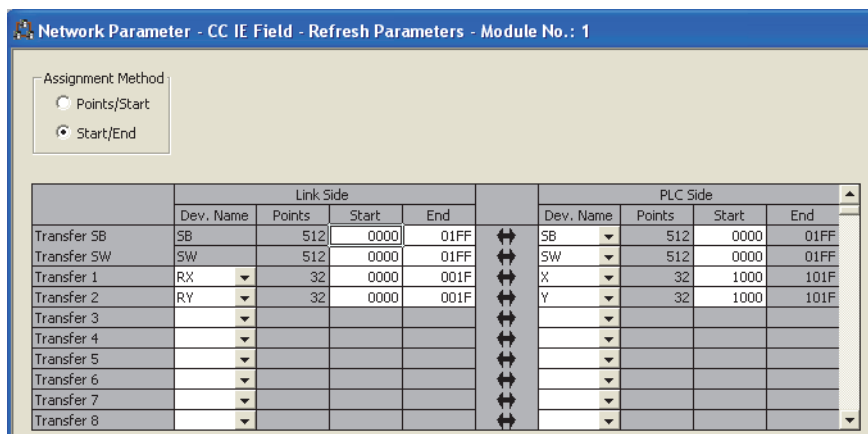 Network Parameter - CC IE Field - Refresh Parameters - Module No.: 1
Assignment Method
Points/Start
Start/End
Link Side PLC Side
Dev. Name Points Start End Dev. Name Points Start End
Transfer SB SB 512 0000 01FF SB 512 0000 01FF
Transfer SW SW 512 0000 01FF SW 512 0000 01FF
Transfer 1 RX 32 0000 001F X 32 1000 101F
Transfer 2 RY 32 0000 001F Y 32 1000 101F
Transfer 3
Transfer 4
Transfer 5
Transfer 6
Transfer 7
Transfer 8